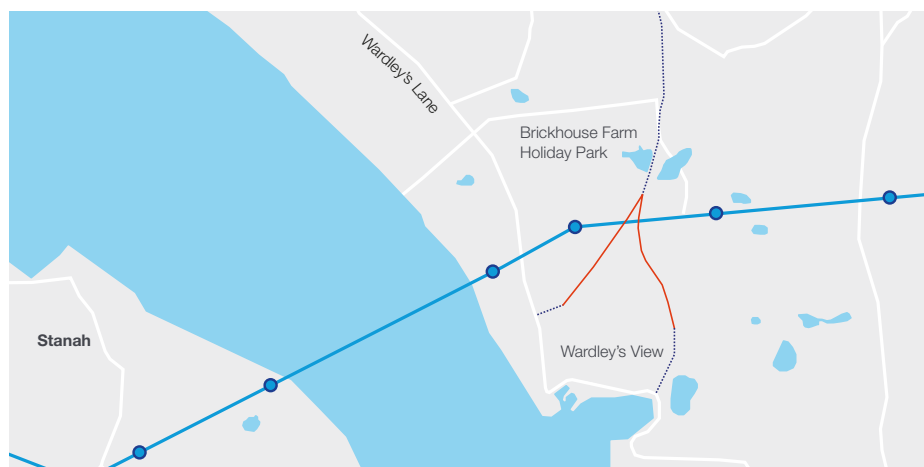 Wardley's Lane
Brickhouse Farm
Holiday Park
Stanah
Wardley's View